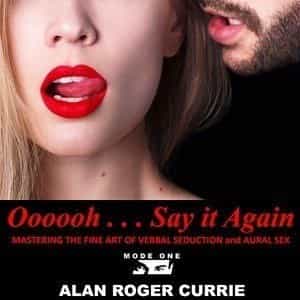 Oooooh . . . Say it Again
MASTERING THE FINE ART OF VERBAL SEDUCTION and AURAL SEX
MODE ONE
ALAN ROGER CURRIE